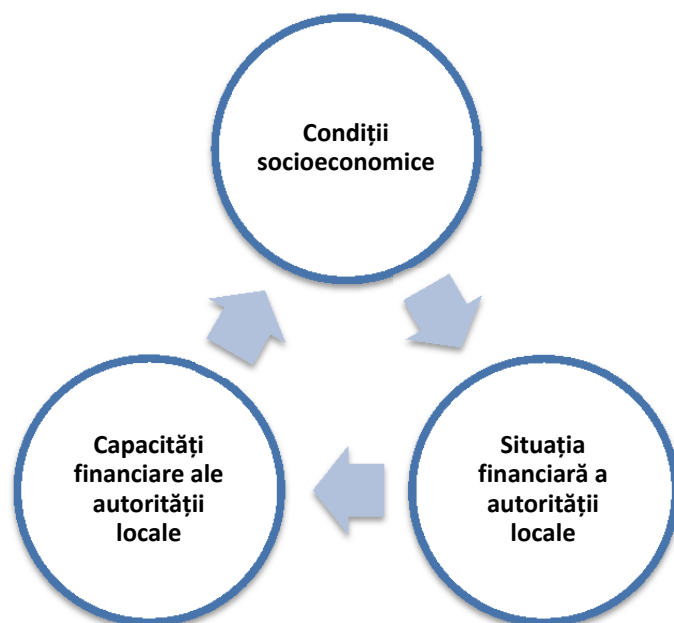 Condiții
socioeconomice
Capacități
financiare ale
autorității
locale
Situația
financiară a
autorității
locale